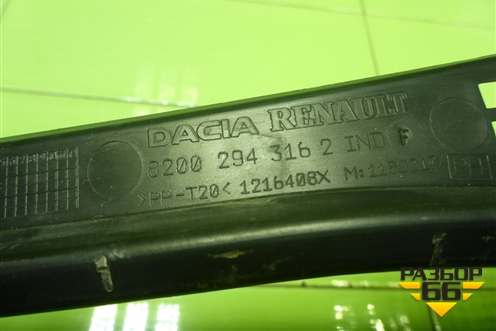 DACIA RENAULT
8200 294 316 2 IND F
>PP-T20< 1216408X
РАЗБОР
66